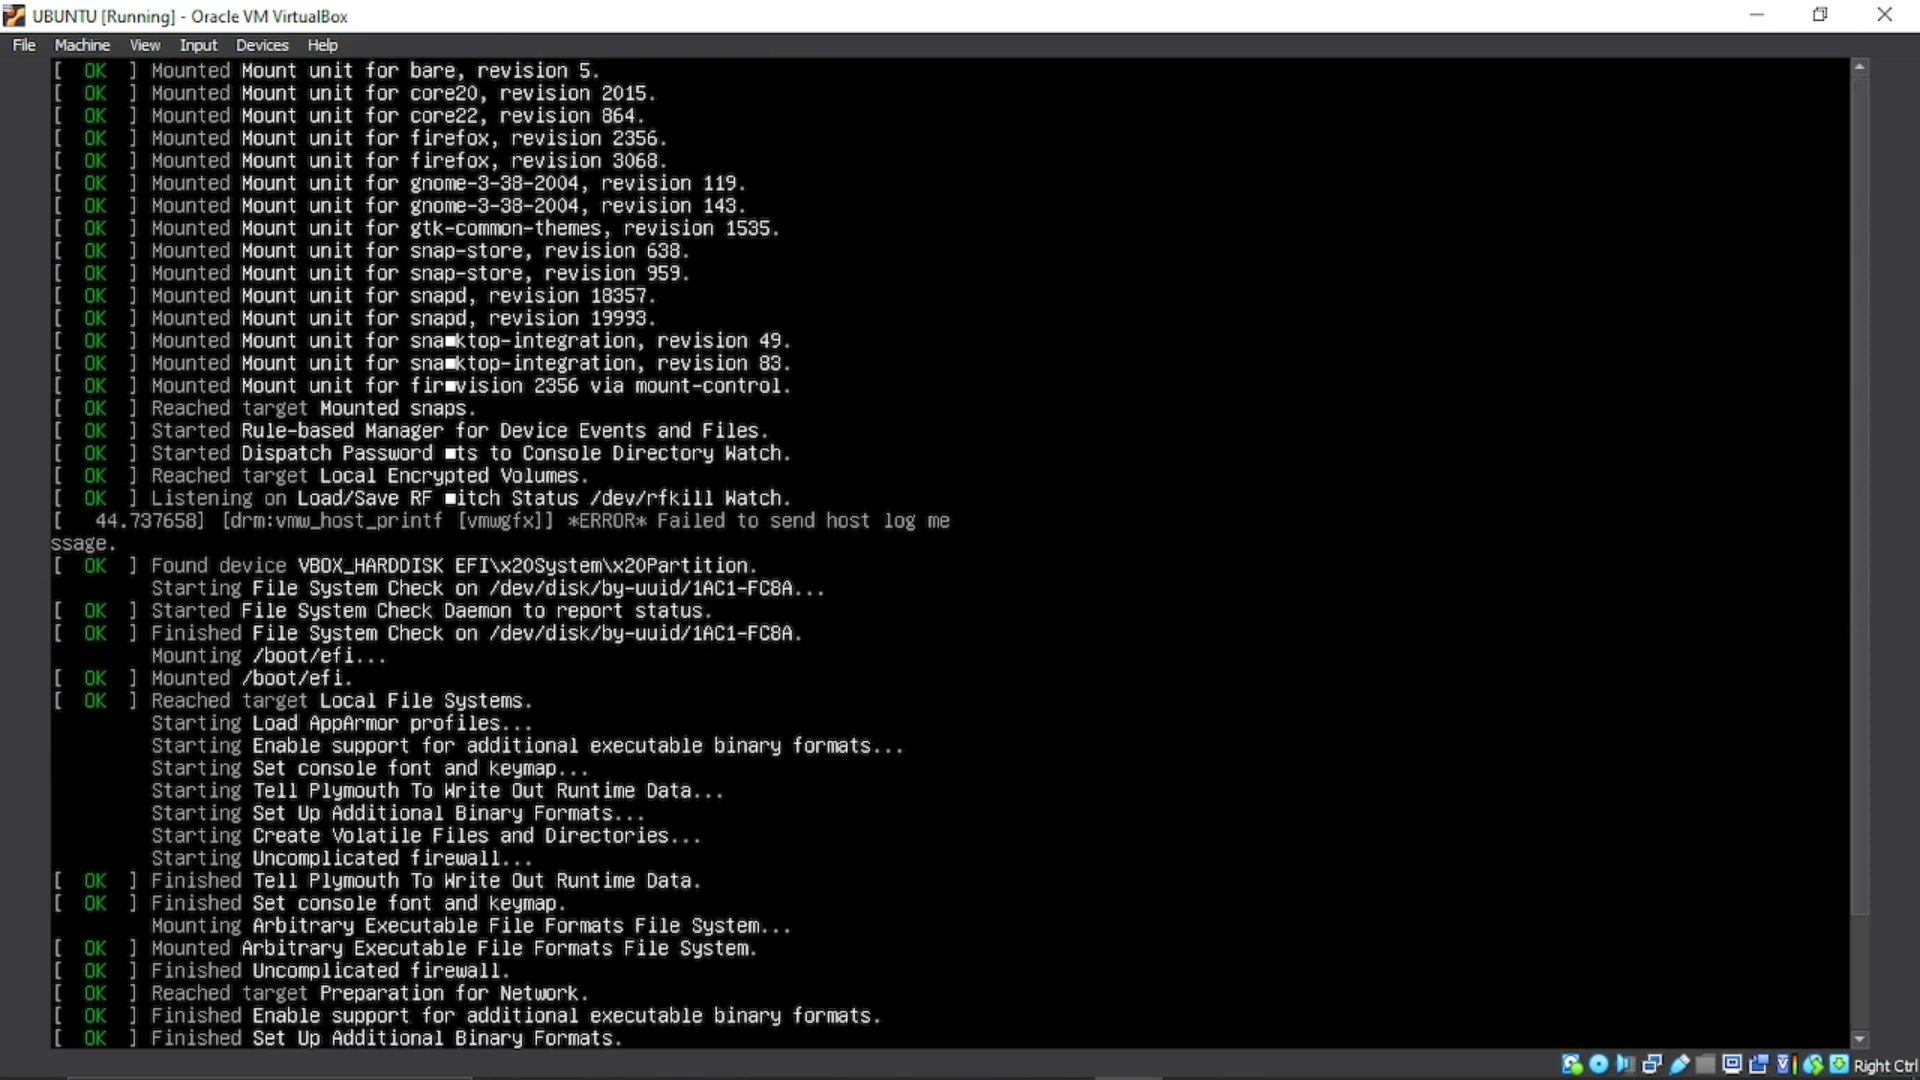 UBUNTU [Running] - Oracle VM VirtualBox
File Machine View Input Devices Help
[ OK ] Mounted Mount unit for bare, revision 5.
[ OK ] Mounted Mount unit for core20, revision 2015.
[ OK ] Mounted Mount unit for core22, revision 864.
[ OK ] Mounted Mount unit for firefox, revision 2356.
[ OK ] Mounted Mount unit for firefox, revision 3068.
[ OK ] Mounted Mount unit for gnome-3-38-2004, revision 119.
[ OK ] Mounted Mount unit for gnome-3-38-2004, revision 143.
[ OK ] Mounted Mount unit for gtk-common-themes, revision 1535.
[ OK ] Mounted Mount unit for snap-store, revision 638.
[ OK ] Mounted Mount unit for snap-store, revision 959.
[ OK ] Mounted Mount unit for snapd, revision 18357.
[ OK ] Mounted Mount unit for snapd, revision 19993.
[ OK ] Mounted Mount unit for sna■ktop-integration, revision 49.
[ OK ] Mounted Mount unit for sna■ktop-integration, revision 83.
[ OK ] Mounted Mount unit for fir■vision 2356 via mount-control.
[ OK ] Reached target Mounted snaps.
[ OK ] Started Rule-based Manager for Device Events and Files.
[ OK ] Started Dispatch Password ■ts to Console Directory Watch.
[ OK ] Reached target Local Encrypted Volumes.
[ OK ] Listening on Load/Save RF ■itch Status /dev/rfkill Watch.
[ 44.737658] [drm:vmw_host_printf [vmwgfx]] *ERROR* Failed to send host log me
ssage.
[ OK ] Found device VBOX_HARDDISK EFI\x20System\x20Partition.
Starting File System Check on /dev/disk/by-uuid/1AC1-FC8A...
[ OK ] Started File System Check Daemon to report status.
[ OK ] Finished File System Check on /dev/disk/by-uuid/1AC1-FC8A.
Mounting /boot/efi...
[ OK ] Mounted /boot/efi.
[ OK ] Reached target Local File Systems.
Starting Load AppArmor profiles...
Starting Enable support for additional executable binary formats...
Starting Set console font and keymap...
Starting Tell Plymouth To Write Out Runtime Data...
Starting Set Up Additional Binary Formats...
Starting Create Volatile Files and Directories...
Starting Uncomplicated firewall...
[ OK ] Finished Tell Plymouth To Write Out Runtime Data.
[ OK ] Finished Set console font and keymap.
Mounting Arbitrary Executable File Formats File System...
[ OK ] Mounted Arbitrary Executable File Formats File System.
[ OK ] Finished Uncomplicated firewall.
[ OK ] Reached target Preparation for Network.
[ OK ] Finished Enable support for additional executable binary formats.
[ OK ] Finished Set Up Additional Binary Formats.
Right Ctrl